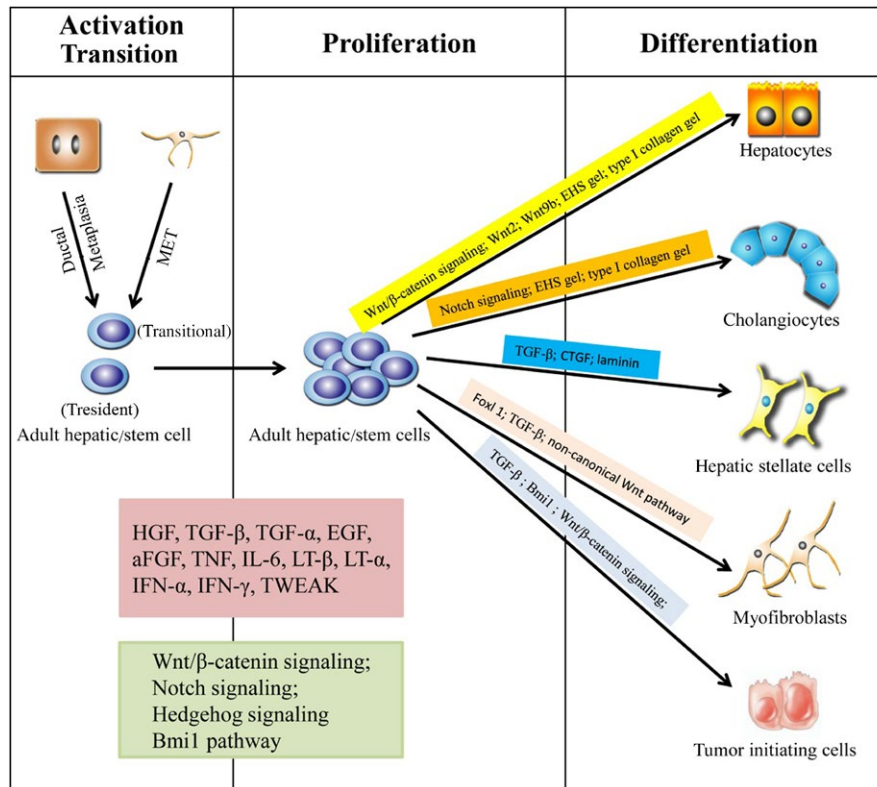 Activation
Transition
Proliferation
Differentiation
Ductal
Metaplasia
MET
(Transitional)
(Tresident)
Adult hepatic/stem cell
Adult hepatic/stem cells
Wnt/β-catenin signaling; Wnt2; Wnt9b; EHS gel; type I collagen gel
Hepatocytes
Notch signaling; EHS gel; type I collagen gel
Cholangiocytes
TGF-β; CTGF; laminin
Hepatic stellate cells
Foxl 1; TGF-β; non-canonical Wnt pathway
Myofibroblasts
TGF-β ; Bmi1 ; Wnt/β-catenin signaling;
Tumor initiating cells
HGF, TGF-β, TGF-α, EGF,
aFGF, TNF, IL-6, LT-β, LT-α,
IFN-α, IFN-γ, TWEAK
Wnt/β-catenin signaling;
Notch signaling;
Hedgehog signaling
Bmi1 pathway